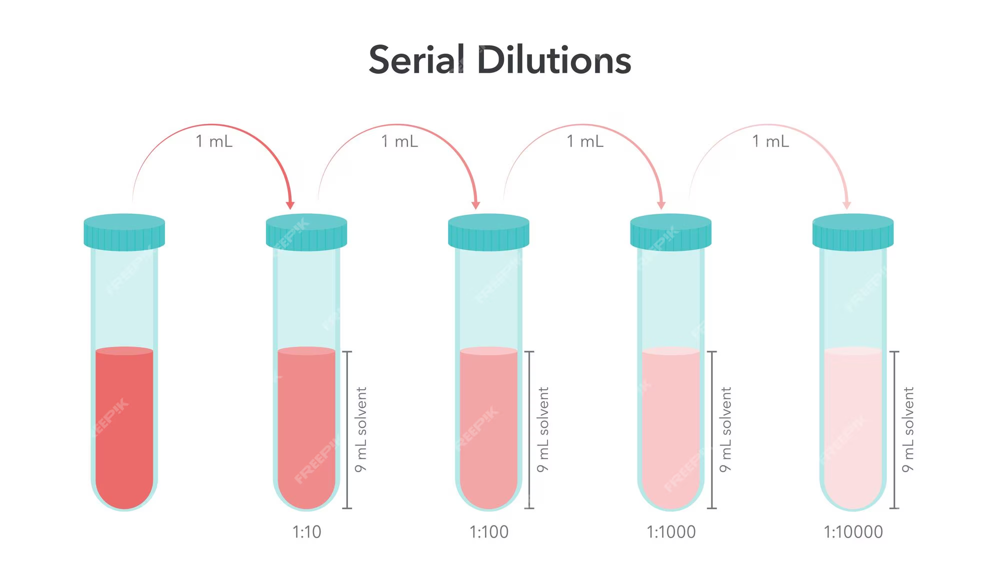 Serial Dilutions
1 mL
1 mL
1 mL
1 mL
9 mL solvent
9 mL solvent
9 mL solvent
9 mL solvent
1:10
1:100
1:1000
1:10000
FREEPIK